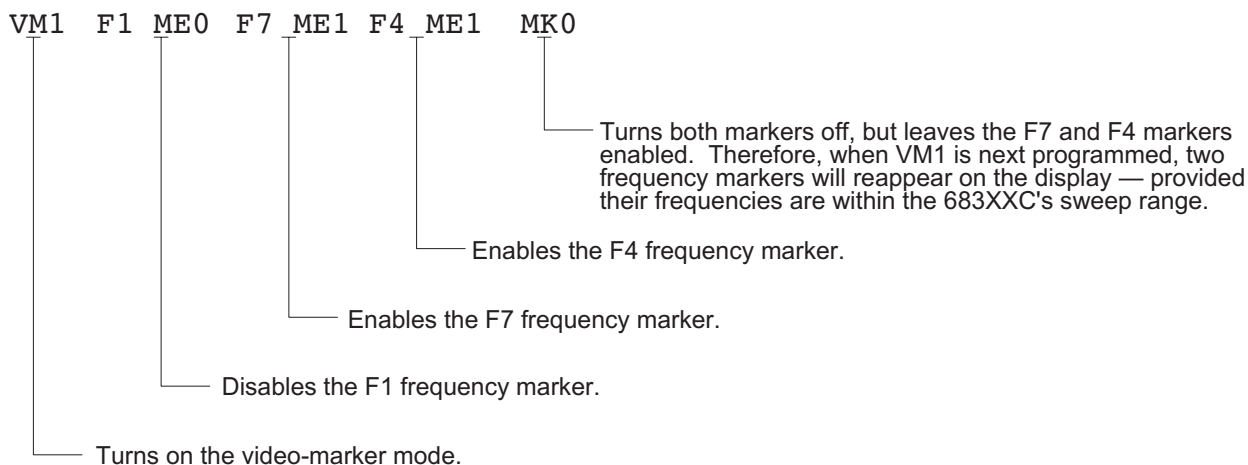 VM1 F1 ME0 F7 ME1 F4 ME1 MK0
Turns both markers off, but leaves the F7 and F4 markers
enabled. Therefore, when VM1 is next programmed, two
frequency markers will reappear on the display — provided
their frequencies are within the 683XXC's sweep range.
Enables the F4 frequency marker.
Enables the F7 frequency marker.
Disables the F1 frequency marker.
Turns on the video-marker mode.